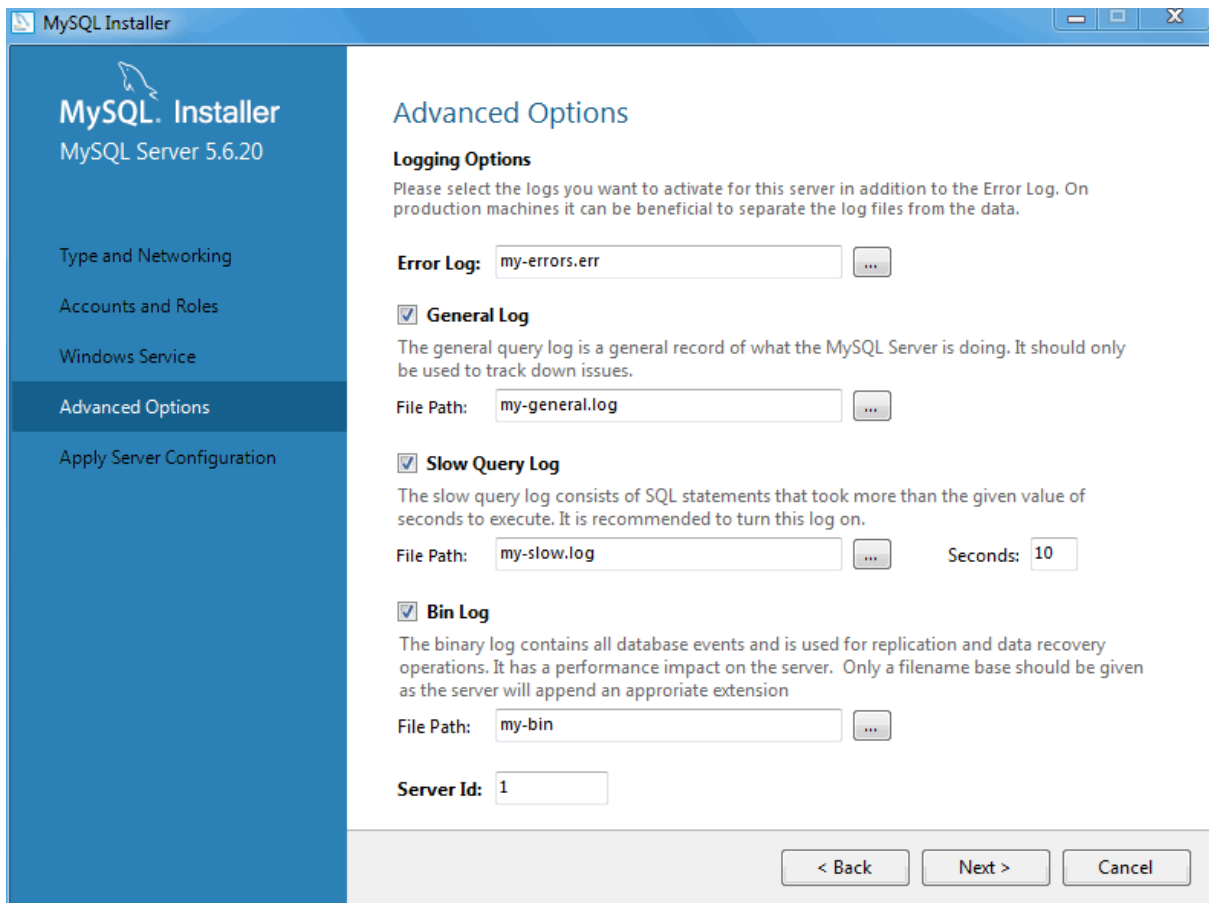 MySQL Installer
MySQL. Installer
MySQL Server 5.6.20
Type and Networking
Accounts and Roles
Windows Service
Advanced Options
Apply Server Configuration
Advanced Options
Logging Options
Please select the logs you want to activate for this server in addition to the Error Log. On
production machines it can be beneficial to separate the log files from the data.
Error Log: my-errors.err ...
General Log
The general query log is a general record of what the MySQL Server is doing. It should only
be used to track down issues.
File Path: my-general.log ...
Slow Query Log
The slow query log consists of SQL statements that took more than the given value of
seconds to execute. It is recommended to turn this log on.
File Path: my-slow.log ... Seconds: 10
Bin Log
The binary log contains all database events and is used for replication and data recovery
operations. It has a performance impact on the server. Only a filename base should be given
as the server will append an approriate extension
File Path: my-bin ...
Server Id: 1
< Back Next > Cancel